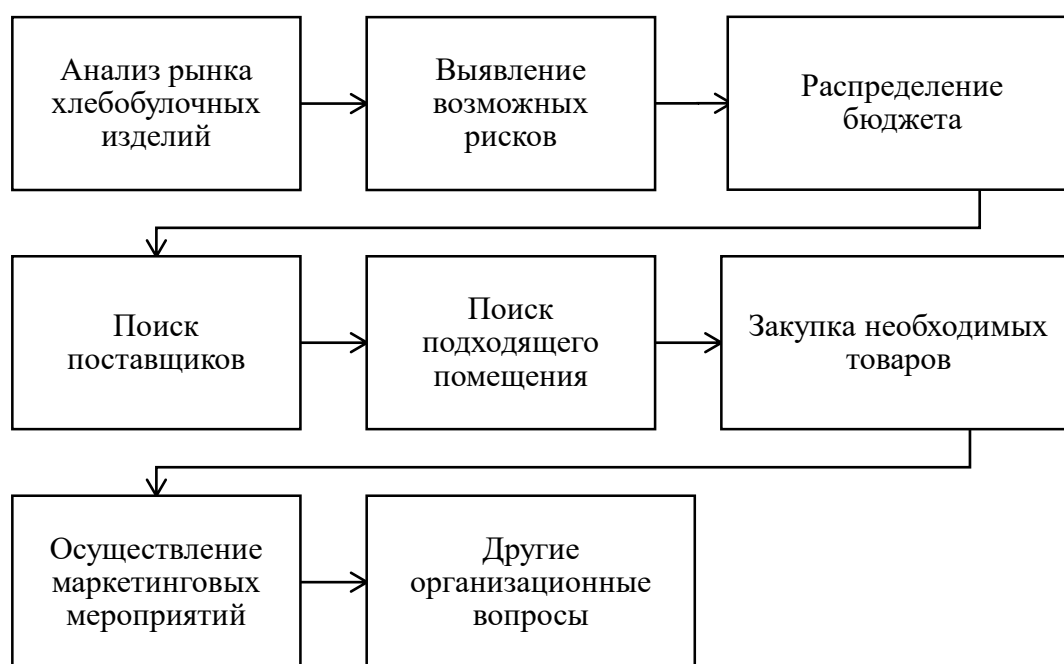 Анализ рынка
хлебобулочных
изделий
Выявление
возможных
рисков
Распределение
бюджета
Поиск
поставщиков
Поиск
подходящего
помещения
Закупка необходимых
товаров
Осуществление
маркетинговых
мероприятий
Другие
организационные
вопросы